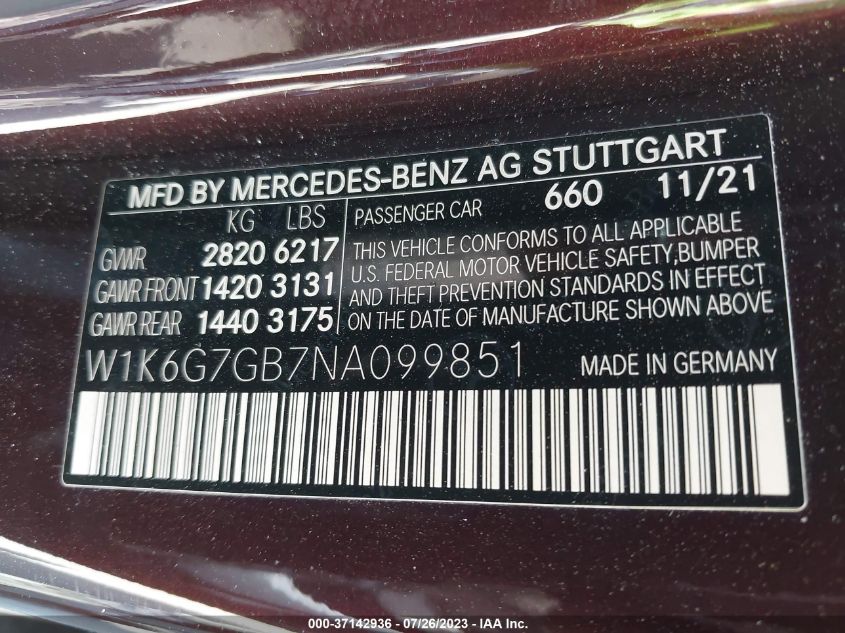 MFD BY MERCEDES-BENZ AG STUTTGART
KG LBS PASSENGER CAR 660 11/21
GVWR 2820 6217 THIS VEHICLE CONFORMS TO ALL APPLICABLE
U.S. FEDERAL MOTOR VEHICLE SAFETY,BUMPER
GAWR FRONT 1420 3131 AND THEFT PREVENTION STANDARDS IN EFFECT
GAWR REAR 1440 3175 ON THE DATE OF MANUFACTURE SHOWN ABOVE
W1K6G7GB7NA099851 MADE IN GERMANY
000-37142936 - 07/26/2023 - IAA Inc.